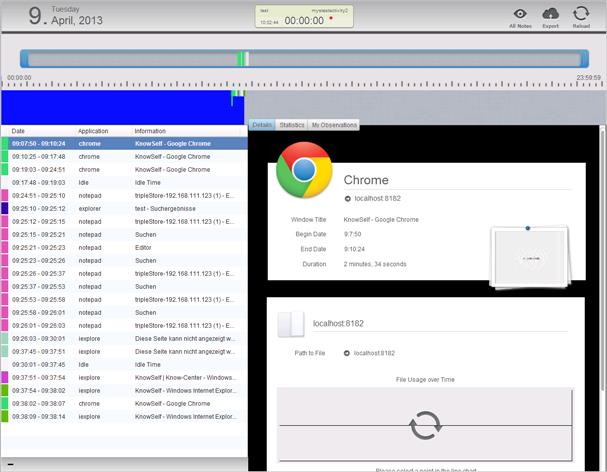 9. Tuesday
April, 2013
test mytestactivity2
10:02:44 00:00:00
All Notes Export Reload
00:00:00 23:59:59
Details Statistics My Observations
Date Application Information
09:07:50 - 09:10:24 chrome KnowSelf - Google Chrome
09:10:25 - 09:17:48 chrome KnowSelf - Google Chrome
09:19:03 - 09:24:51 chrome KnowSelf - Google Chrome
09:17:48 - 09:19:03 Idle Idle Time
09:24:51 - 09:25:10 notepad tripleStore-192.168.111.123 (1) - E...
09:25:10 - 09:25:12 explorer test - Suchergebnisse
09:25:12 - 09:25:15 notepad tripleStore-192.168.111.123 (1) - E...
09:25:15 - 09:25:21 notepad Suchen
09:25:21 - 09:25:23 notepad Editor
09:25:23 - 09:25:26 notepad Suchen
09:25:26 - 09:25:37 notepad tripleStore-192.168.111.123 (1) - E...
09:25:37 - 09:25:53 notepad Suchen
09:25:53 - 09:25:58 notepad tripleStore-192.168.111.123 (1) - E...
09:25:58 - 09:26:01 notepad Suchen
09:26:01 - 09:26:03 notepad tripleStore-192.168.111.123 (1) - E...
09:26:03 - 09:30:01 iexplore Diese Seite kann nicht angezeigt w...
09:37:45 - 09:37:51 iexplore Diese Seite kann nicht angezeigt w...
09:30:01 - 09:37:45 Idle Idle Time
09:37:51 - 09:37:54 iexplore KnowSelf | Know-Center - Windows...
09:37:54 - 09:38:02 iexplore KnowSelf - Windows Internet Explor...
09:38:02 - 09:38:07 chrome KnowSelf - Google Chrome
09:38:09 - 09:38:14 iexplore KnowSelf - Windows Internet Explor...
Chrome
localhost:8182
Window Title KnowSelf - Google Chrome
Begin Date 9:7:50
End Date 9:10:24
Duration 2 minutes, 34 seconds
localhost:8182
Path to File localhost:8182
File Usage over Time
Please select a point in the line chart